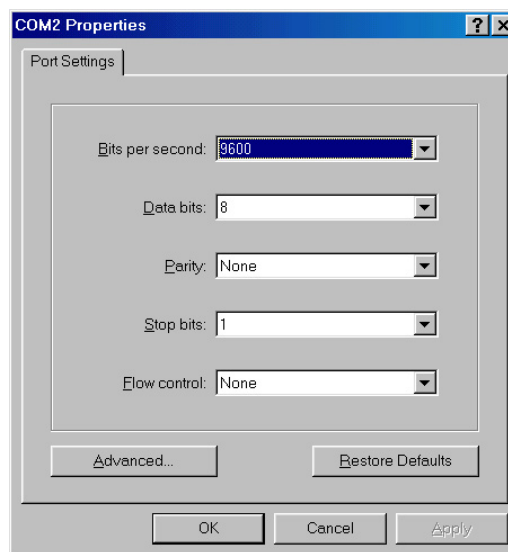 COM2 Properties
Port Settings
Bits per second: 9600
Data bits: 8
Parity: None
Stop bits: 1
Flow control: None
Advanced... Restore Defaults
OK Cancel Apply